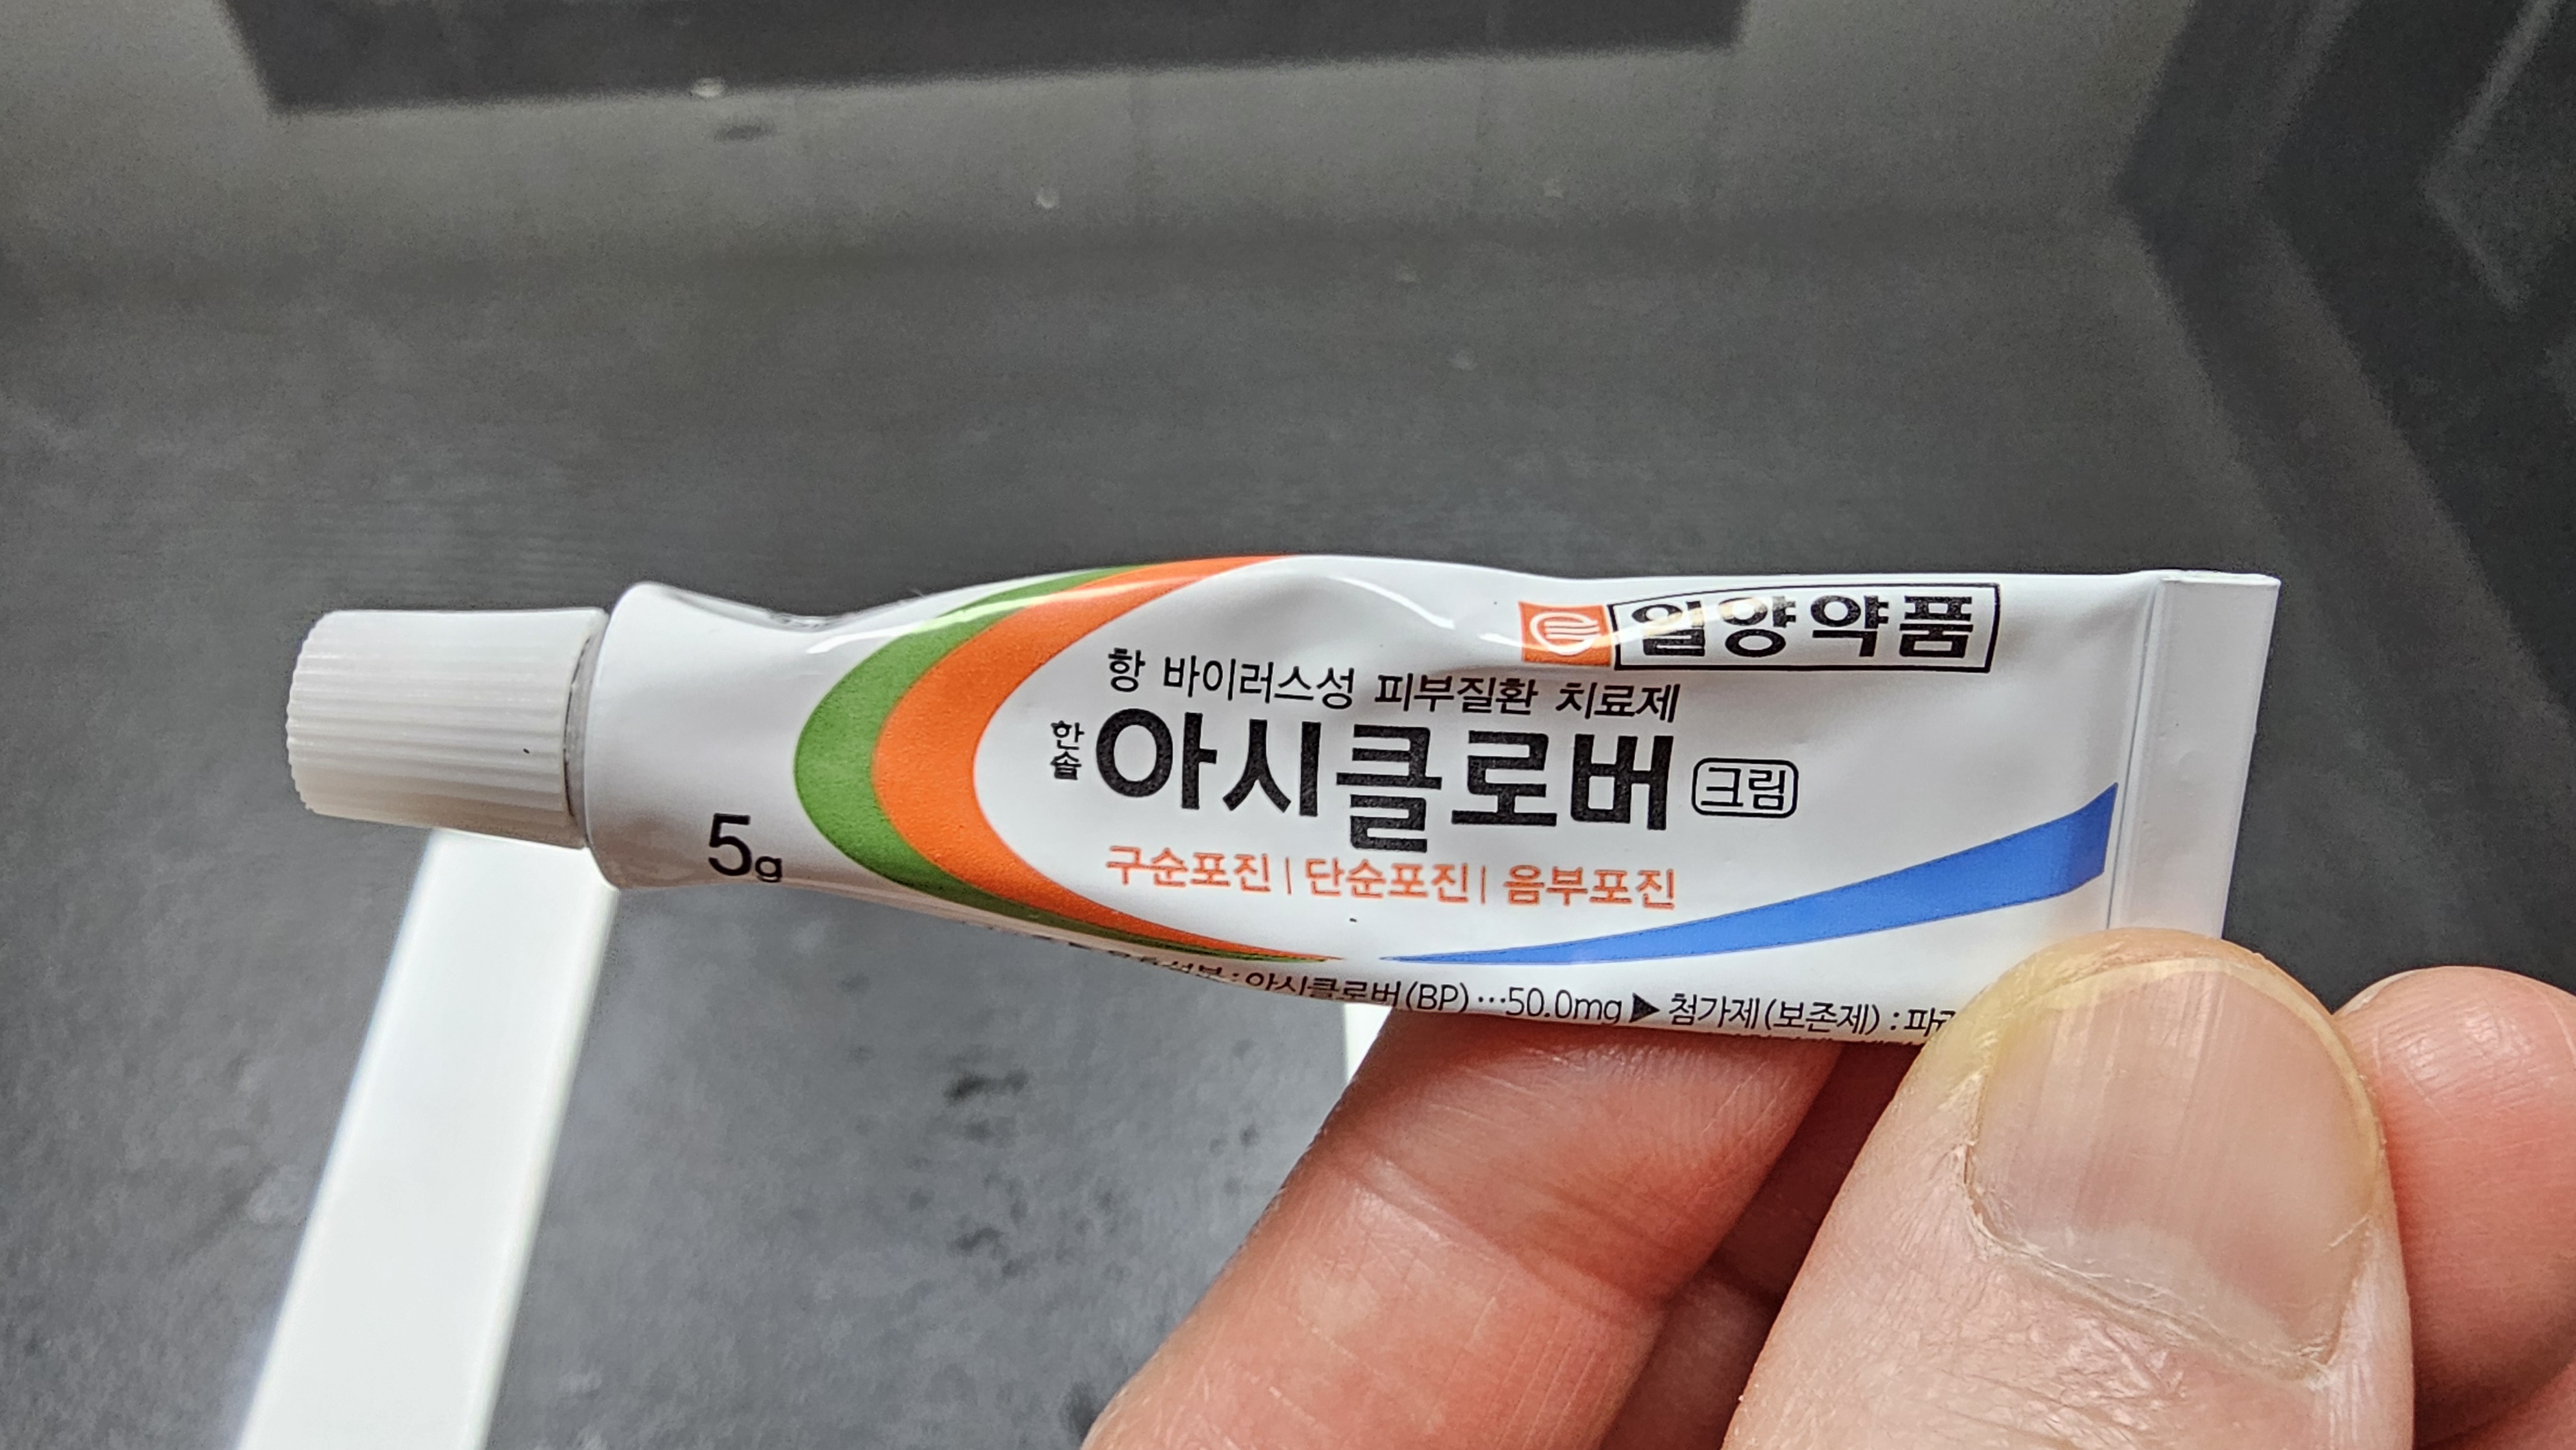 일양약품
항 바이러스성 피부질환 치료제
한솔 아시클로버 크림
구순포진 | 단순포진 | 음부포진
5g
아시클로버(BP) ···50.0mg ▶ 첨가제(보존제) :